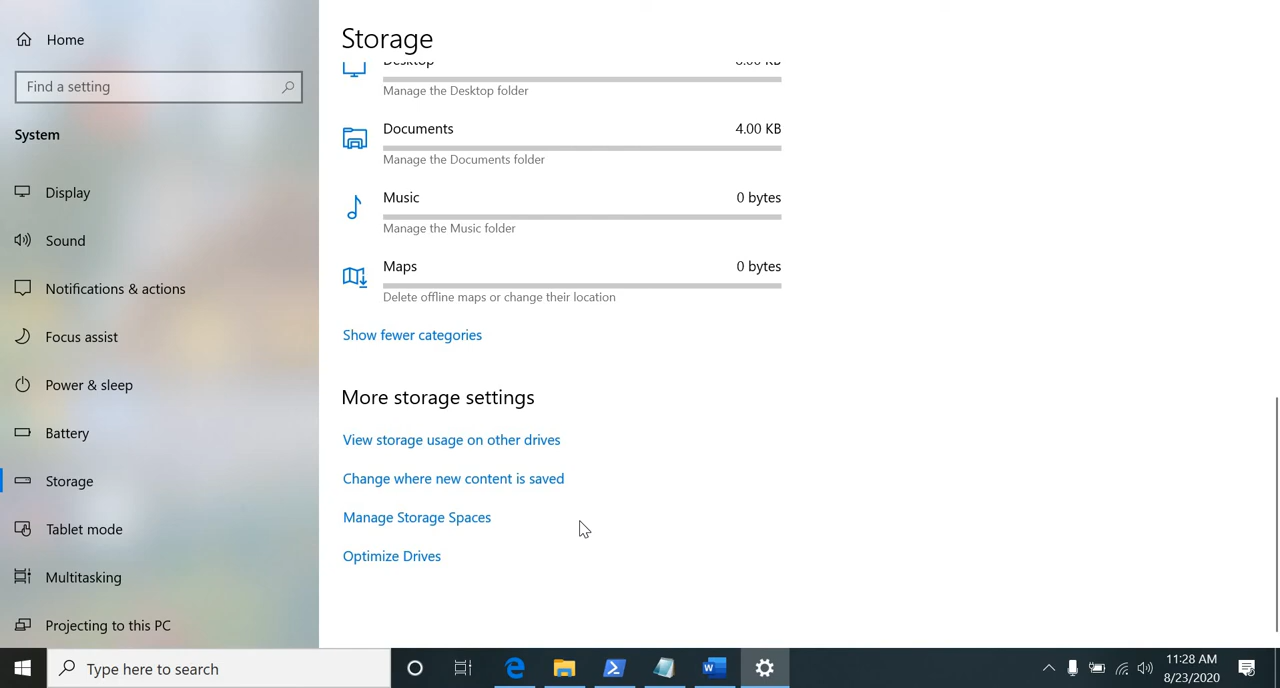 Home
Find a setting
System
Display
Sound
Notifications & actions
Focus assist
Power & sleep
Battery
Storage
Tablet mode
Multitasking
Projecting to this PC
Storage
Desktop
Manage the Desktop folder
Documents 4.00 KB
Manage the Documents folder
Music 0 bytes
Manage the Music folder
Maps 0 bytes
Delete offline maps or change their location
Show fewer categories
More storage settings
View storage usage on other drives
Change where new content is saved
Manage Storage Spaces
Optimize Drives
Type here to search
11:28 AM
8/23/2020